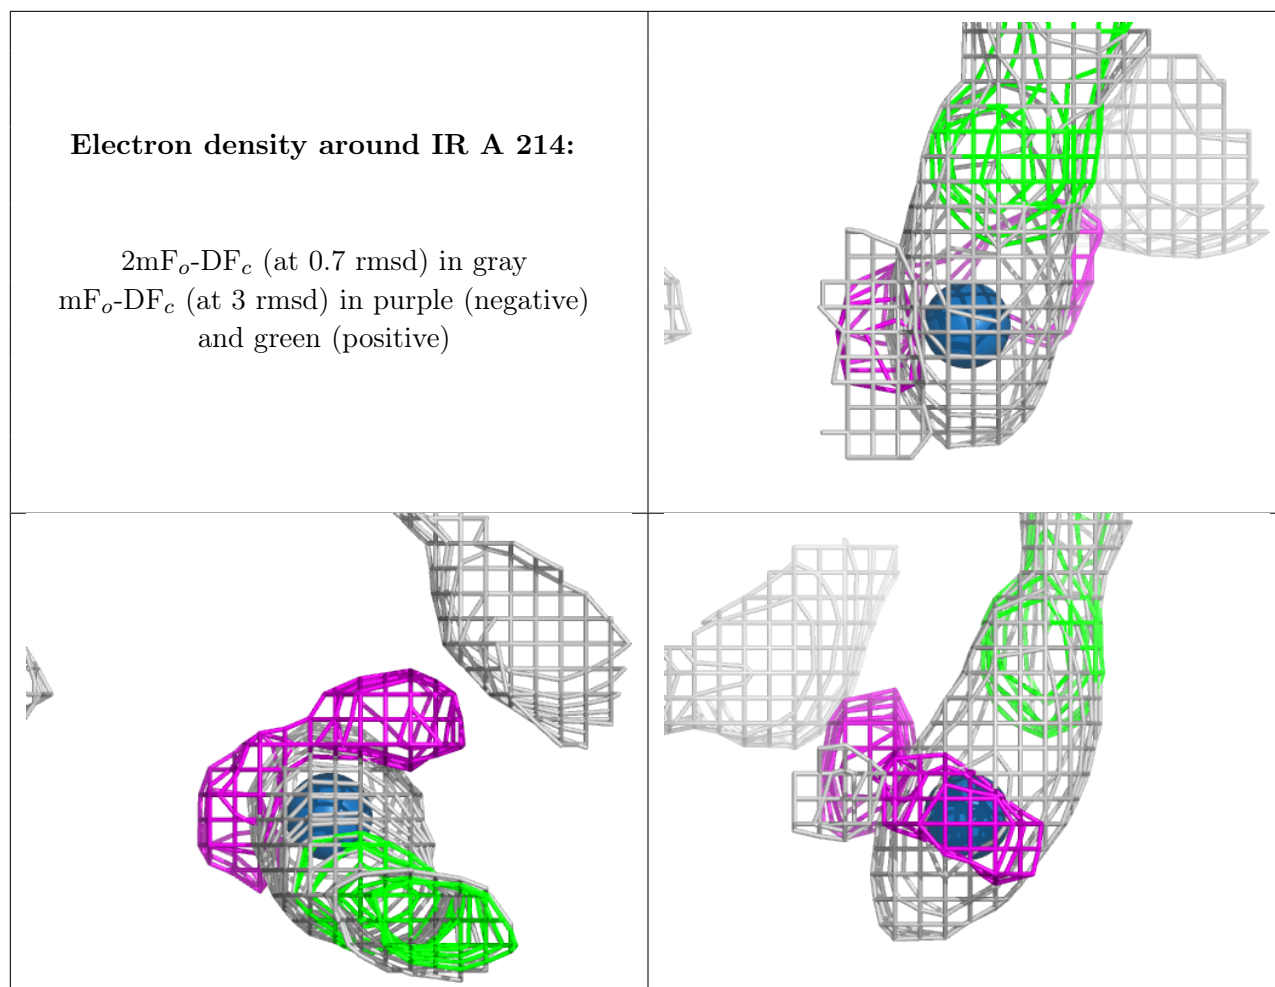 Electron density around IR A 214:
2mFo-DFc (at 0.7 rmsd) in gray
mFo-DFc (at 3 rmsd) in purple (negative)
and green (positive)